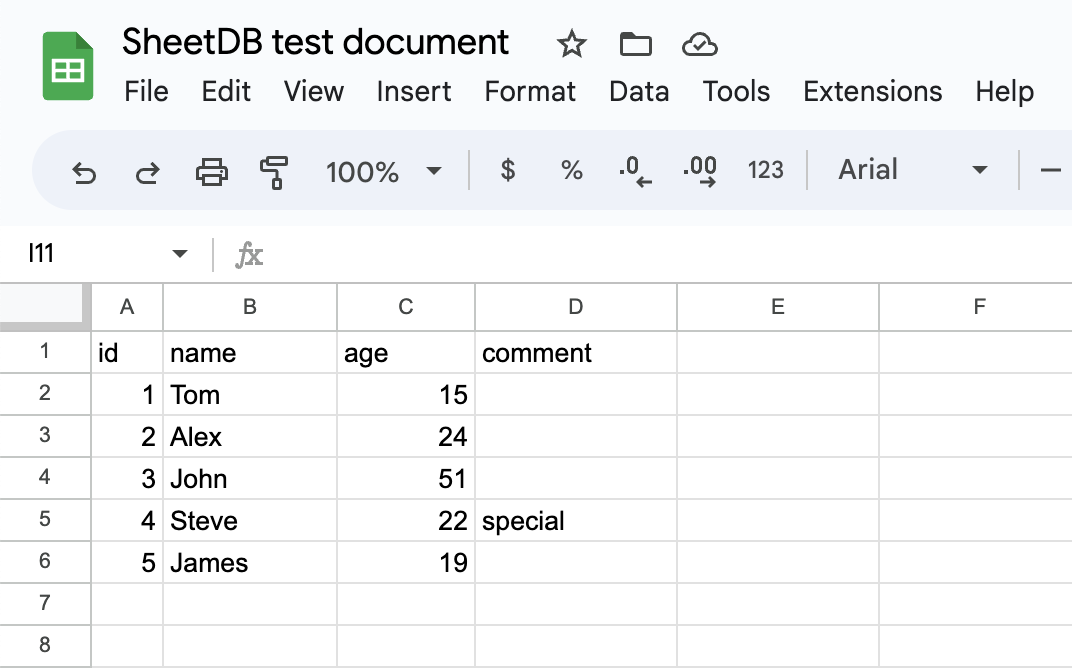 SheetDB test document
File Edit View Insert Format Data Tools Extensions Help
100% $ % .0 .00 123 Arial
I11 fx
A B C D E F
1 id name age comment
2 1 Tom 15
3 2 Alex 24
4 3 John 51
5 4 Steve 22 special
6 5 James 19
7
8